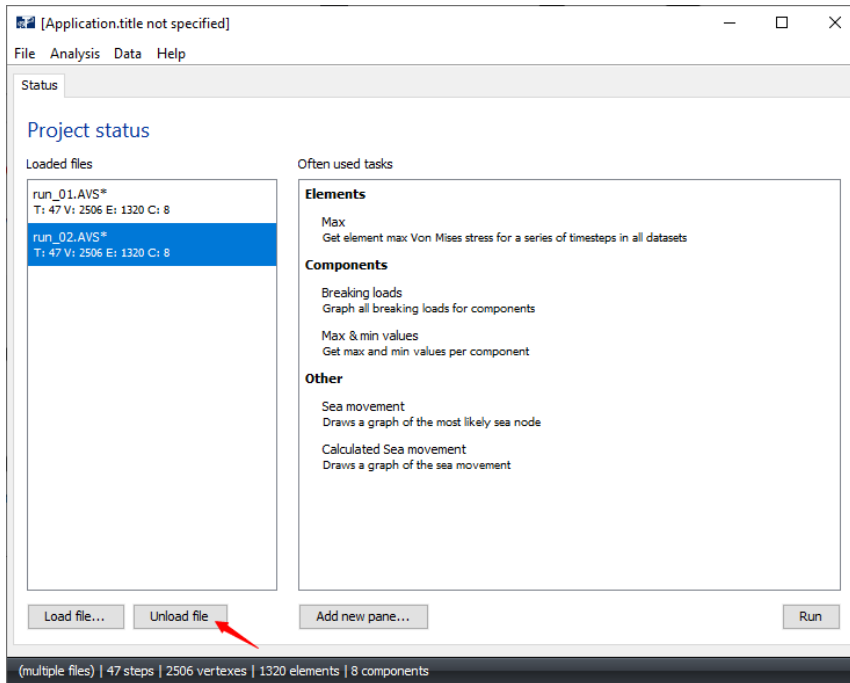 [Application.title not specified]
File Analysis Data Help
Status
Project status
Loaded files
run_01.AVS*
T: 47 V: 2506 E: 1320 C: 8
run_02.AVS*
T: 47 V: 2506 E: 1320 C: 8
Often used tasks
Elements
Max
Get element max Von Mises stress for a series of timesteps in all datasets
Components
Breaking loads
Graph all breaking loads for components
Max & min values
Get max and min values per component
Other
Sea movement
Draws a graph of the most likely sea node
Calculated Sea movement
Draws a graph of the sea movement
Load file... Unload file Add new pane... Run
(multiple files) | 47 steps | 2506 vertexes | 1320 elements | 8 components